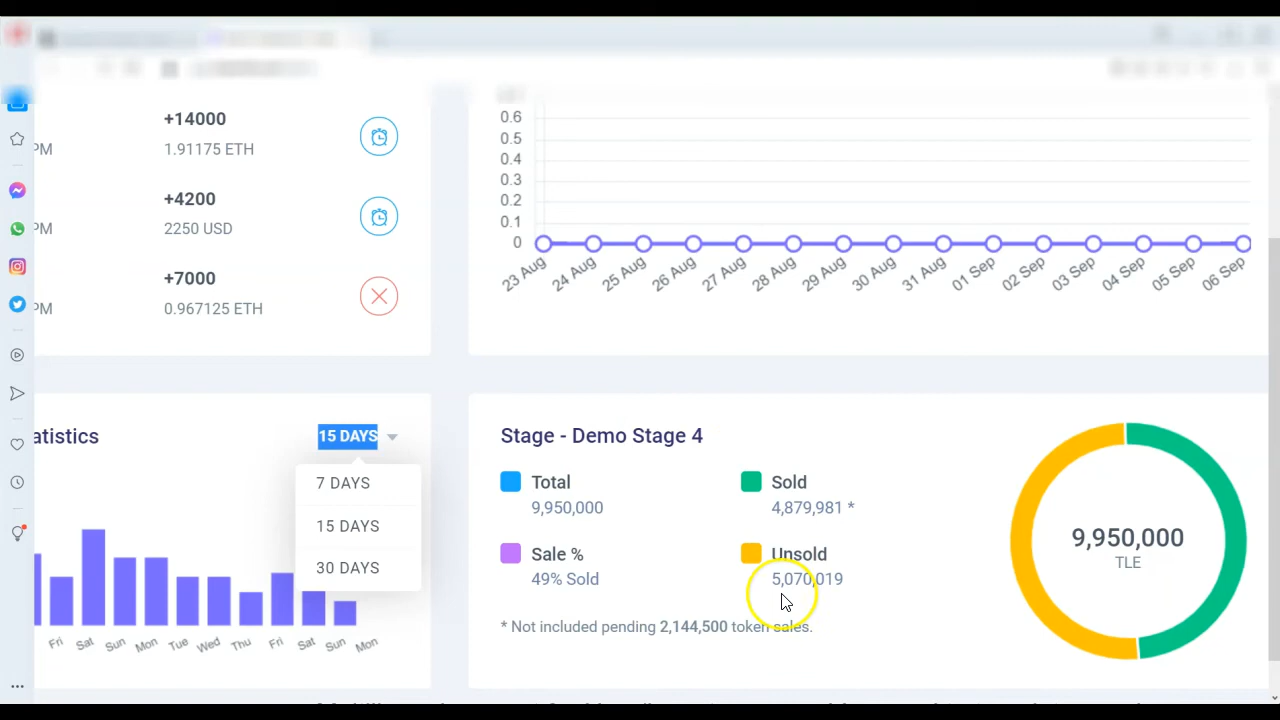 +14000
PM
1.91175 ETH
+4200
PM
2250 USD
+7000
PM
0.967125 ETH
0.6
0.5
0.4
0.3
0.2
0.1
0
23 Aug
24 Aug
25 Aug
26 Aug
27 Aug
28 Aug
29 Aug
30 Aug
31 Aug
01 Sep
02 Sep
03 Sep
04 Sep
05 Sep
06 Sep
atistics
15 DAYS
7 DAYS
15 DAYS
30 DAYS
Fri
Sat
Sun
Mon
Tue
Wed
Thu
Fri
Sat
Sun
Mon
Stage - Demo Stage 4
Total
9,950,000
Sold
4,879,981 *
Sale %
49% Sold
Unsold
5,070,019
* Not included pending 2,144,500 token sales.
9,950,000
TLE